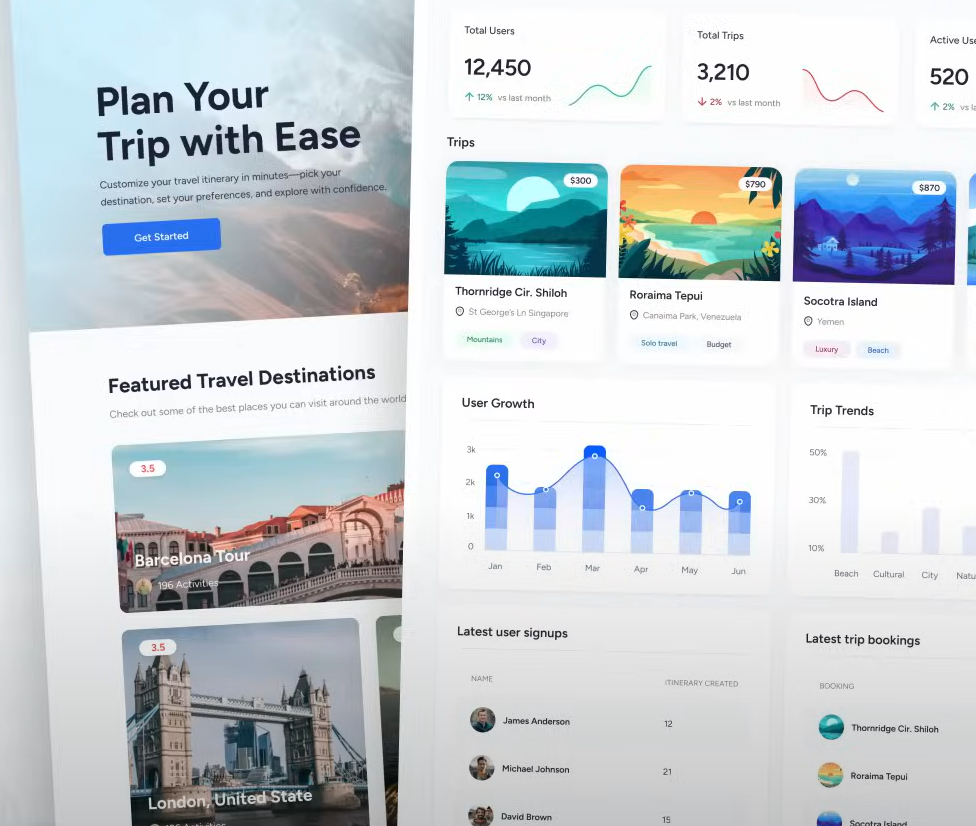 Plan Your
Trip with Ease
Customize your travel itinerary in minutes—pick your
destination, set your preferences, and explore with confidence.
Get Started
Featured Travel Destinations
Check out some of the best places you can visit around the world
3.5
Barcelona Tour
196 Activities
3.5
London, United State
196 Activities
Total Users
12,450
12% vs last month
Total Trips
3,210
2% vs last month
Active Use
520
2% vs la
Trips
$300
Thornridge Cir. Shiloh
St George's Ln Singapore
Mountains City
$790
Roraima Tepui
Canaima Park, Venezuela
Solo travel Budget
$870
Socotra Island
Yemen
Luxury Beach
User Growth
3k
2k
1k
0
Jan Feb Mar Apr May Jun
Trip Trends
50%
30%
10%
Beach Cultural City Natu
Latest user signups
NAME ITINERARY CREATED
James Anderson 12
Michael Johnson 21
David Brown 15
Latest trip bookings
BOOKING
Thornridge Cir. Shiloh
Roraima Tepui
Socotra Island